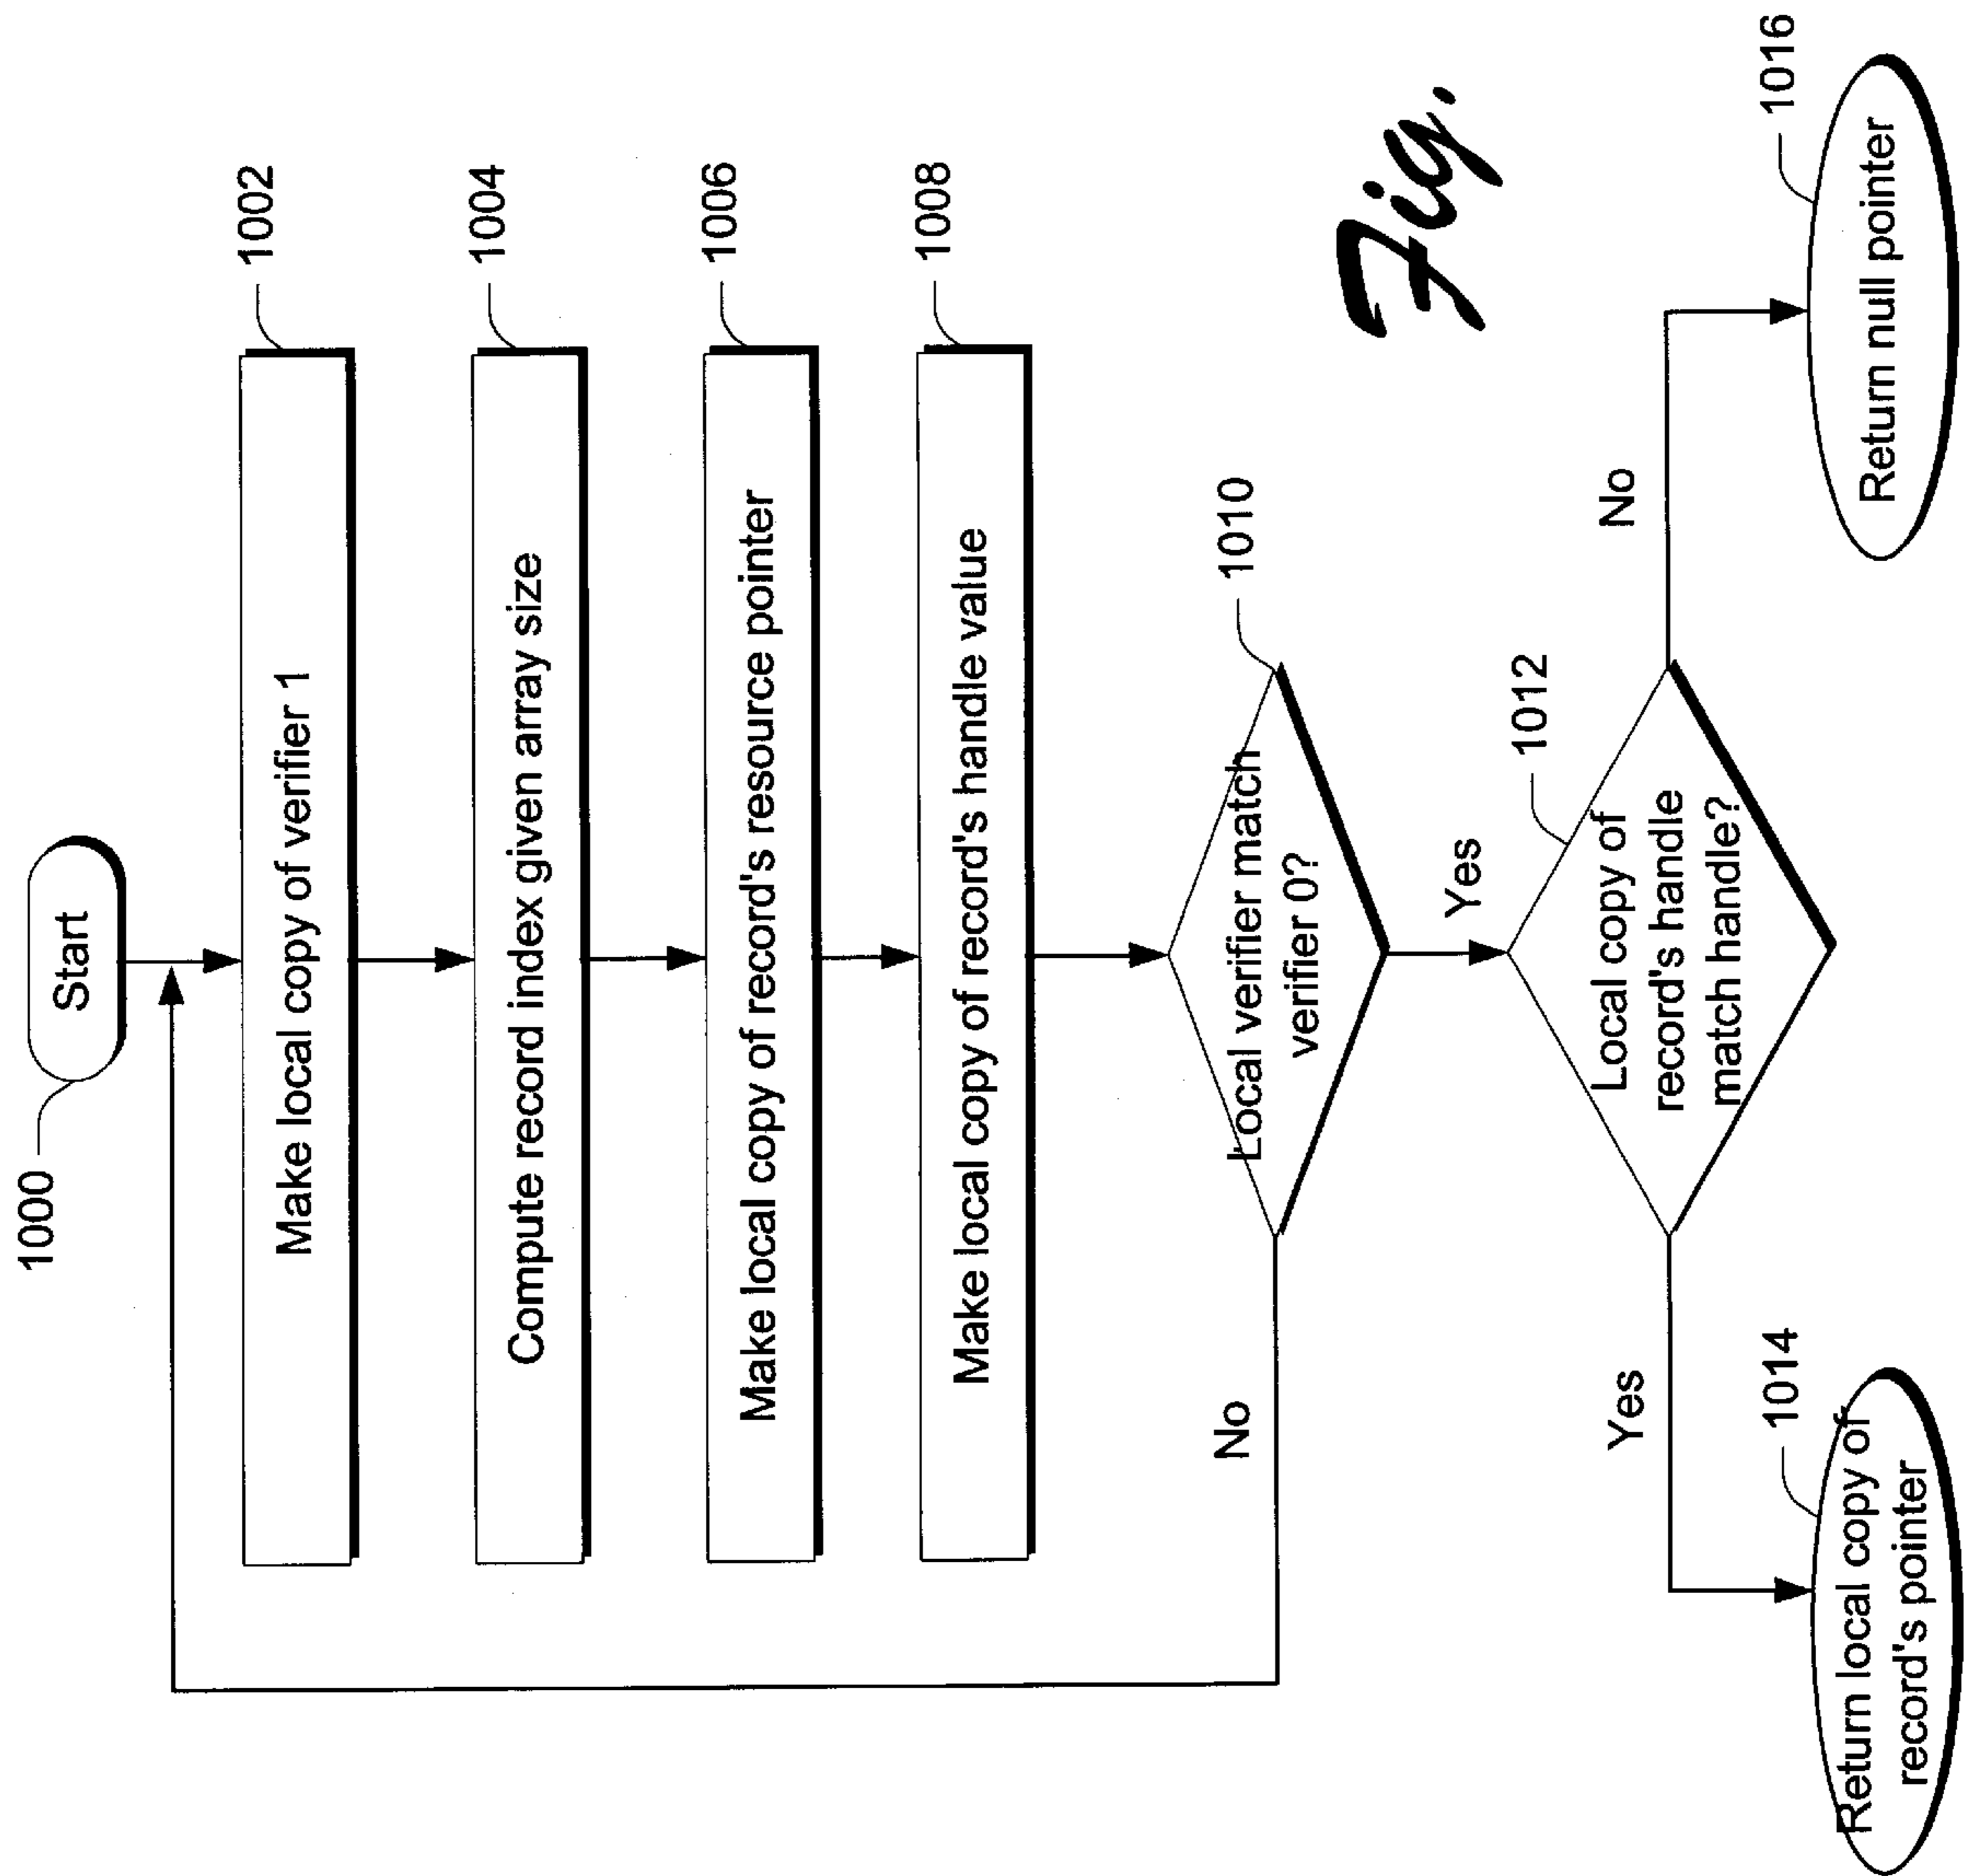 1000
Start
1002
Make local copy of verifier 1
1004
Compute record index given array size
1006
Make local copy of record's resource pointer
1008
Make local copy of record's handle value
1010
Local verifier match
verifier 0?
No
Yes
1012
Local copy of
record's handle
match handle?
Yes
No
1014
Return local copy of
record's pointer
1016
Return null pointer
Fig.